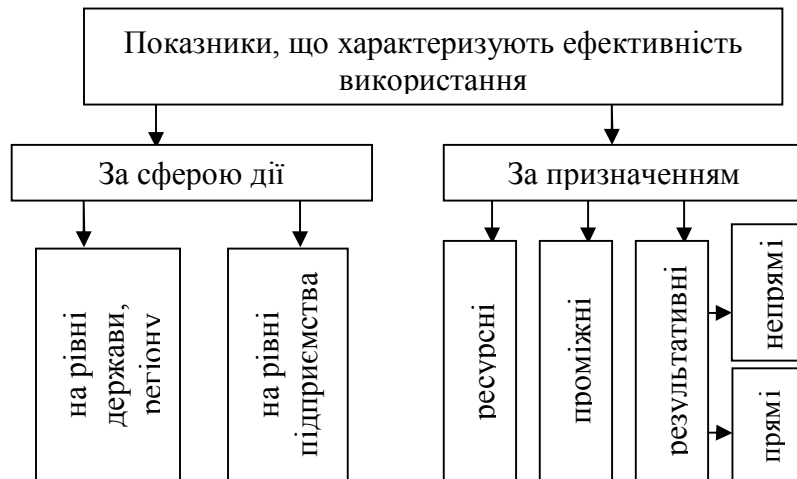 Показники, що характеризують ефективність
використання
За сферою дії
За призначенням
на рівні
держави,
регіону
на рівні
підприємства
ресурсні
проміжні
результативні
непрямі
прямі